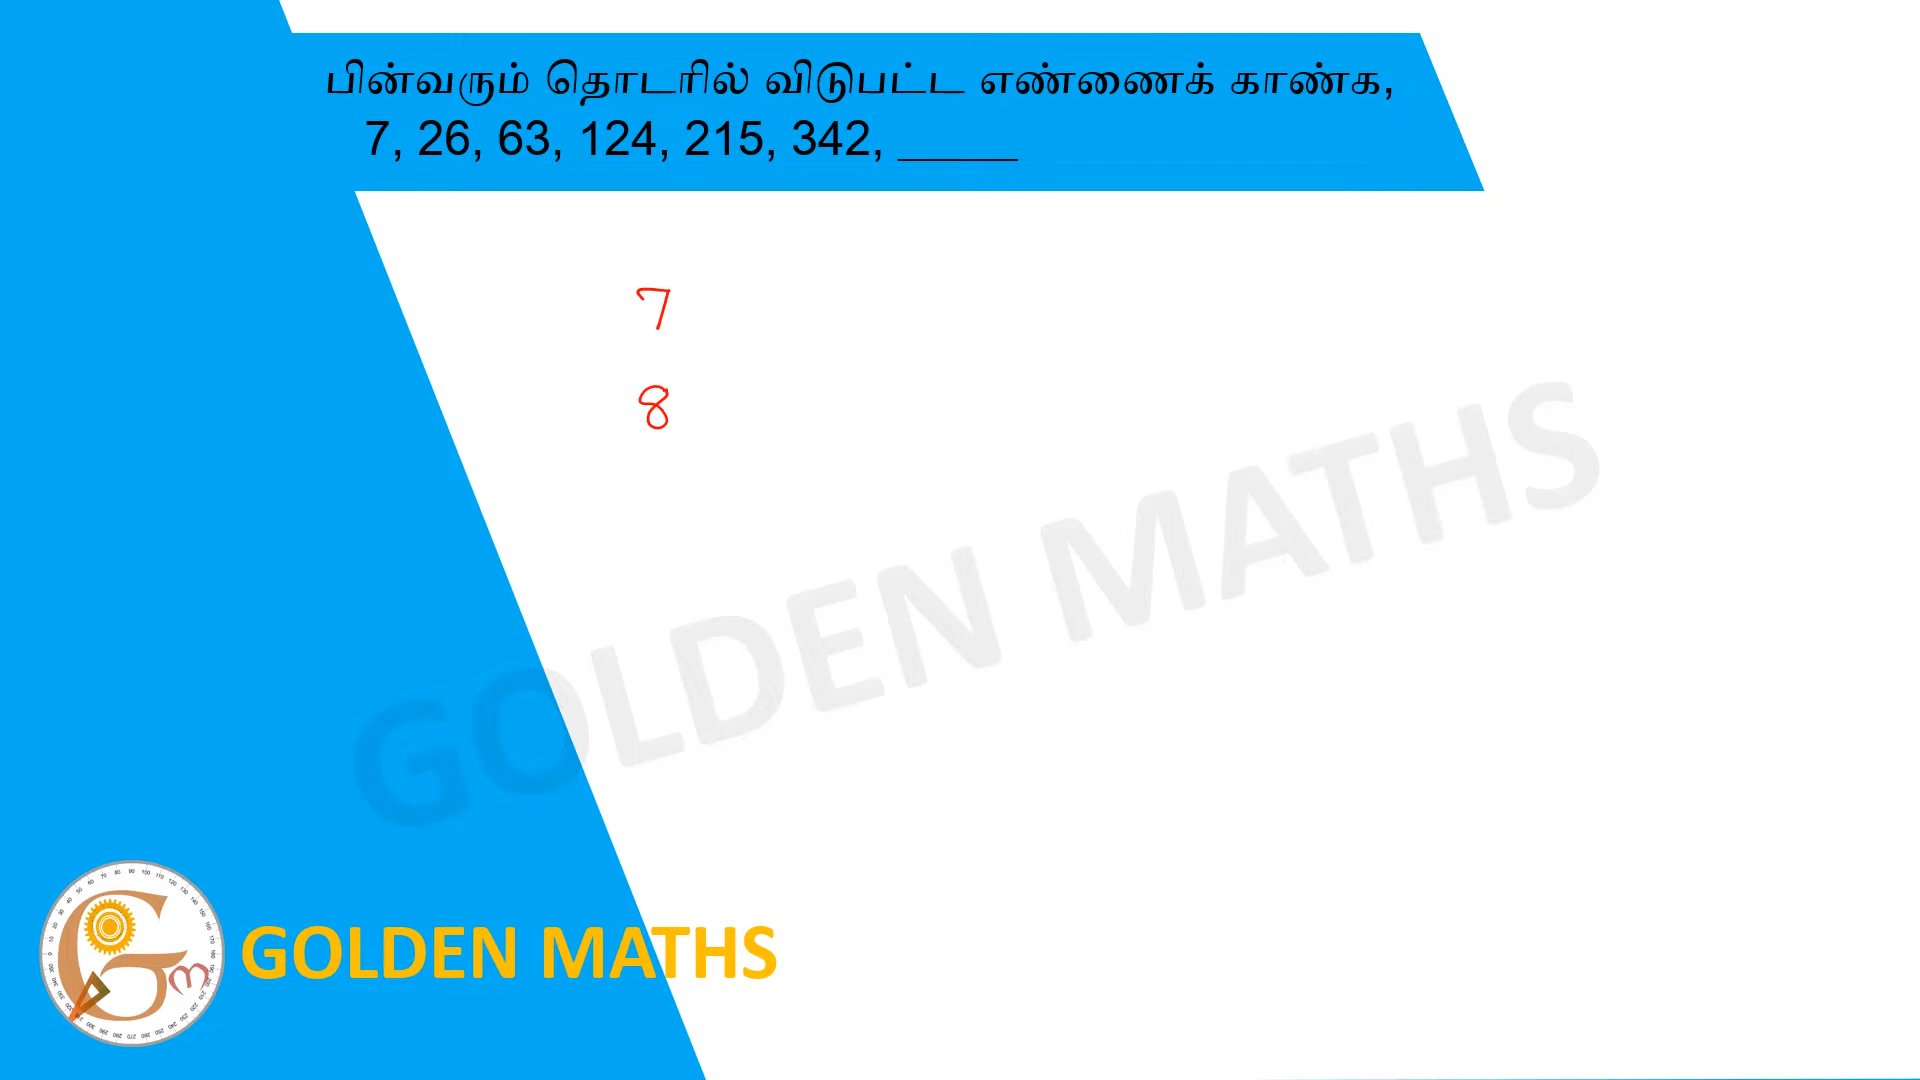 பின்வரும் தொடரில் விடுபட்ட எண்ணைக் காண்க,
7, 26, 63, 124, 215, 342, _____
7
8
GOLDEN MATHS
GOLDEN MATHS